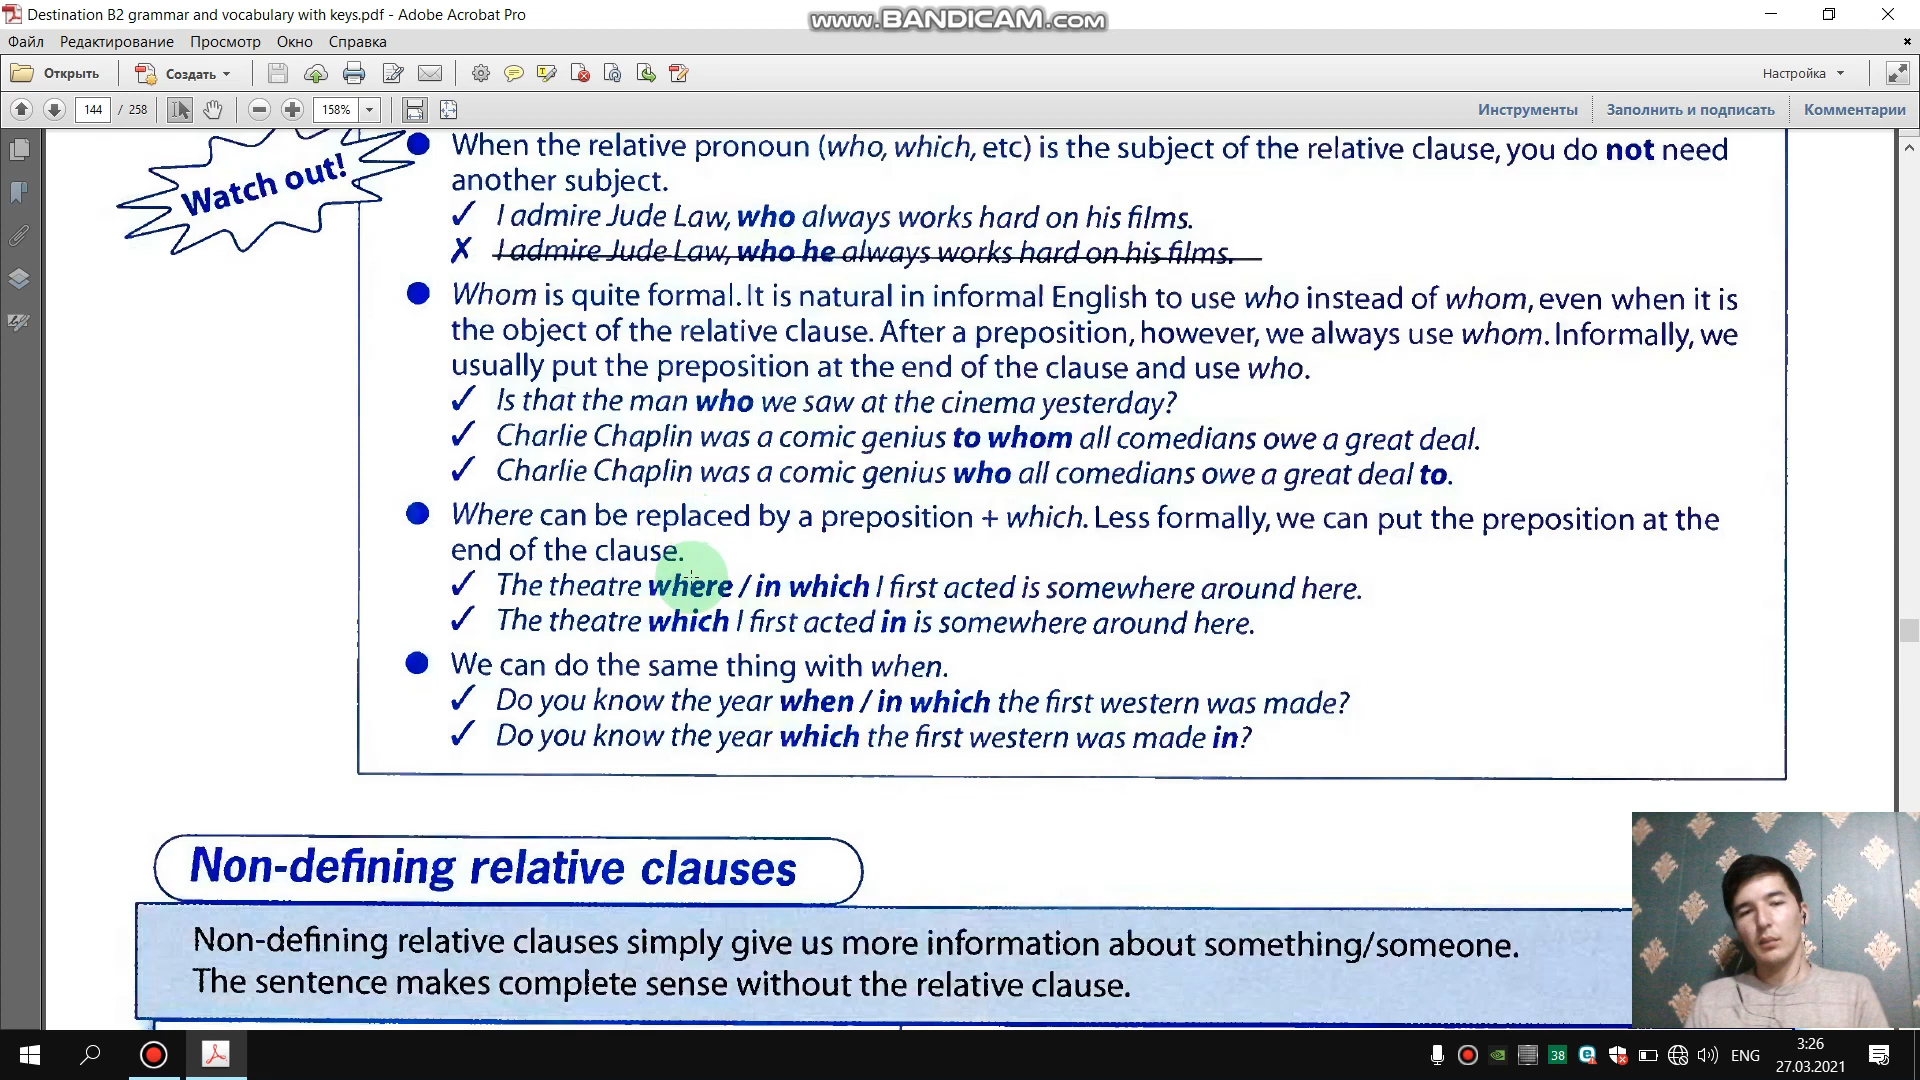 Destination B2 grammar and vocabulary with keys.pdf - Adobe Acrobat Pro
www.BANDICAM.com
Файл Редактирование Просмотр Окно Справка
Открыть Создать Настройка
144 / 258 158% Инструменты Заполнить и подписать Комментарии
Watch out!
When the relative pronoun (who, which, etc) is the subject of the relative clause, you do not need
another subject.
✓ I admire Jude Law, who always works hard on his films.
✗ I admire Jude Law, who he always works hard on his films.
Whom is quite formal. It is natural in informal English to use who instead of whom, even when it is
the object of the relative clause. After a preposition, however, we always use whom. Informally, we
usually put the preposition at the end of the clause and use who.
✓ Is that the man who we saw at the cinema yesterday?
✓ Charlie Chaplin was a comic genius to whom all comedians owe a great deal.
✓ Charlie Chaplin was a comic genius who all comedians owe a great deal to.
Where can be replaced by a preposition + which. Less formally, we can put the preposition at the
end of the clause.
✓ The theatre where / in which I first acted is somewhere around here.
✓ The theatre which I first acted in is somewhere around here.
We can do the same thing with when.
✓ Do you know the year when / in which the first western was made?
✓ Do you know the year which the first western was made in?
Non-defining relative clauses
Non-defining relative clauses simply give us more information about something/someone.
The sentence makes complete sense without the relative clause.
38 ENG 3:26
27.03.2021